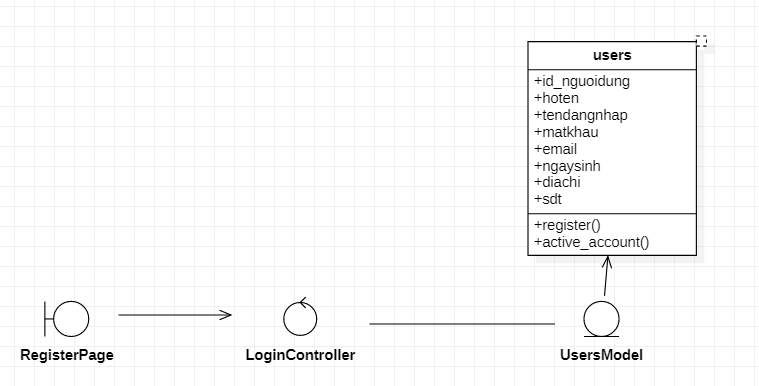 users
+id_nguoidung
+hoten
+tendangnhap
+matkhau
+email
+ngaysinh
+diachi
+sdt
+register()
+active_account()
RegisterPage
LoginController
UsersModel